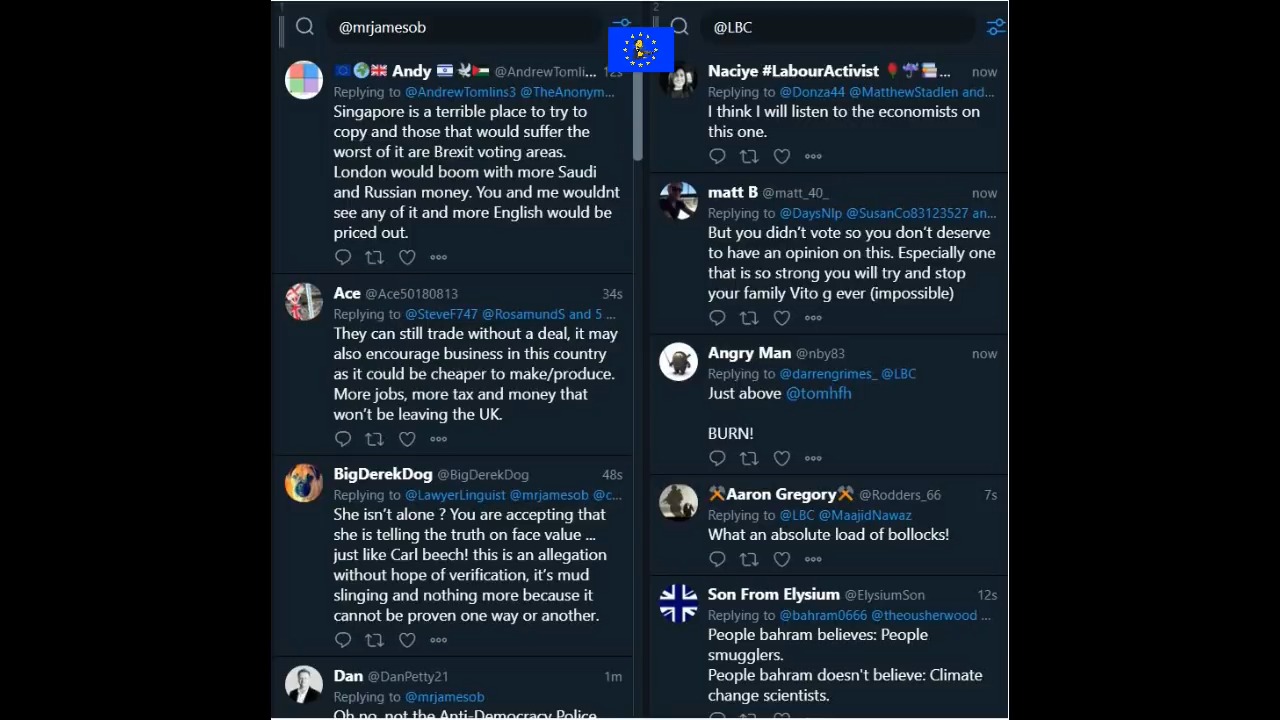 1
@mrjamesob
Andy @AndrewTomli... 12s
Replying to @AndrewTomlins3 @TheAnonym...
Singapore is a terrible place to try to
copy and those that would suffer the
worst of it are Brexit voting areas.
London would boom with more Saudi
and Russian money. You and me wouldnt
see any of it and more English would be
priced out.
Ace @Ace50180813 34s
Replying to @SteveF747 @RosamundS and 5 ...
They can still trade without a deal, it may
also encourage business in this country
as it could be cheaper to make/produce.
More jobs, more tax and money that
won't be leaving the UK.
BigDerekDog @BigDerekDog 48s
Replying to @LawyerLinguist @mrjamesob @c...
She isn't alone ? You are accepting that
she is telling the truth on face value ...
just like Carl beech! this is an allegation
without hope of verification, it's mud
slinging and nothing more because it
cannot be proven one way or another.
Dan @DanPetty21 1m
Replying to @mrjamesob
Oh no, not the Anti-Democracy Police
2
@LBC
Naciye #LabourActivist ... now
Replying to @Donza44 @MatthewStadlen and...
I think I will listen to the economists on
this one.
matt B @matt_40_ now
Replying to @DaysNlp @SusanCo83123527 an...
But you didn't vote so you don't deserve
to have an opinion on this. Especially one
that is so strong you will try and stop
your family Vito g ever (impossible)
Angry Man @nby83 now
Replying to @darrengrimes_ @LBC
Just above @tomhfh
BURN!
Aaron Gregory @Rodders_66 7s
Replying to @LBC @MaajidNawaz
What an absolute load of bollocks!
Son From Elysium @ElysiumSon 12s
Replying to @bahram0666 @theousherwood ...
People bahram believes: People
smugglers.
People bahram doesn't believe: Climate
change scientists.